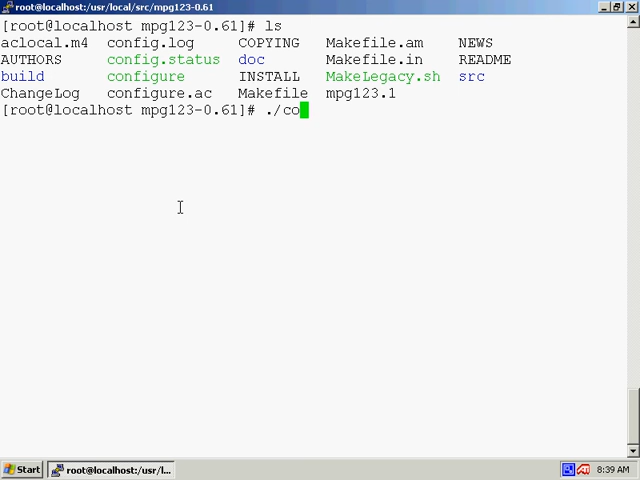 root@localhost:/usr/local/src/mpg123-0.61
[root@localhost mpg123-0.61]# ls
aclocal.m4 config.log COPYING Makefile.am NEWS
AUTHORS config.status doc Makefile.in README
build configure INSTALL MakeLegacy.sh src
ChangeLog configure.ac Makefile mpg123.1
[root@localhost mpg123-0.61]# ./co
Start root@localhost:/usr/l... 8:39 AM